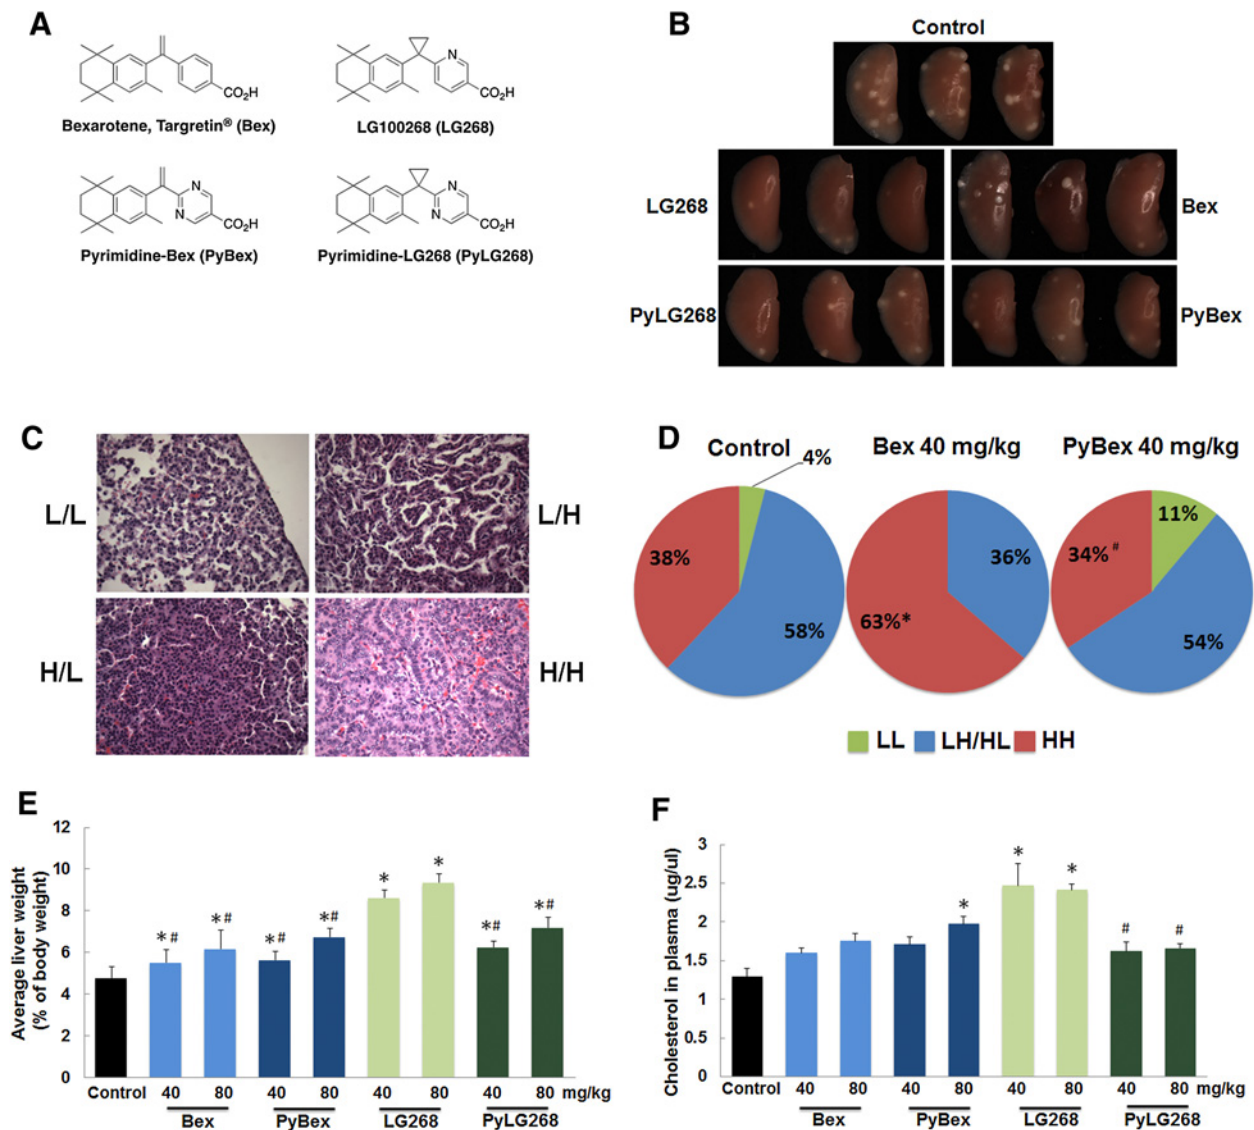 A
CO₂H
Bexarotene, Targretin® (Bex)
N
CO₂H
LG100268 (LG268)
N
N
CO₂H
Pyrimidine-Bex (PyBex)
N
N
CO₂H
Pyrimidine-LG268 (PyLG268)
B
Control
LG268
Bex
PyLG268
PyBex
C
L/L
L/H
H/L
H/H
D
Control
Bex 40 mg/kg
PyBex 40 mg/kg
4%
38%
58%
36%
63%*
11%
34% #
54%
LL
LH/HL
HH
E
Average liver weight
(% of body weight)
12
10
8
6
4
2
0
*#
*#
*#
*#
*
*
*#
*#
Control
40
80
40
80
40
80
40
80
mg/kg
Bex
PyBex
LG268
PyLG268
F
Cholesterol in plasma (ug/ul)
3
2.5
2
1.5
1
0.5
0
*
*
*
#
#
Control
40
80
40
80
40
80
40
80
mg/kg
Bex
PyBex
LG268
PyLG268